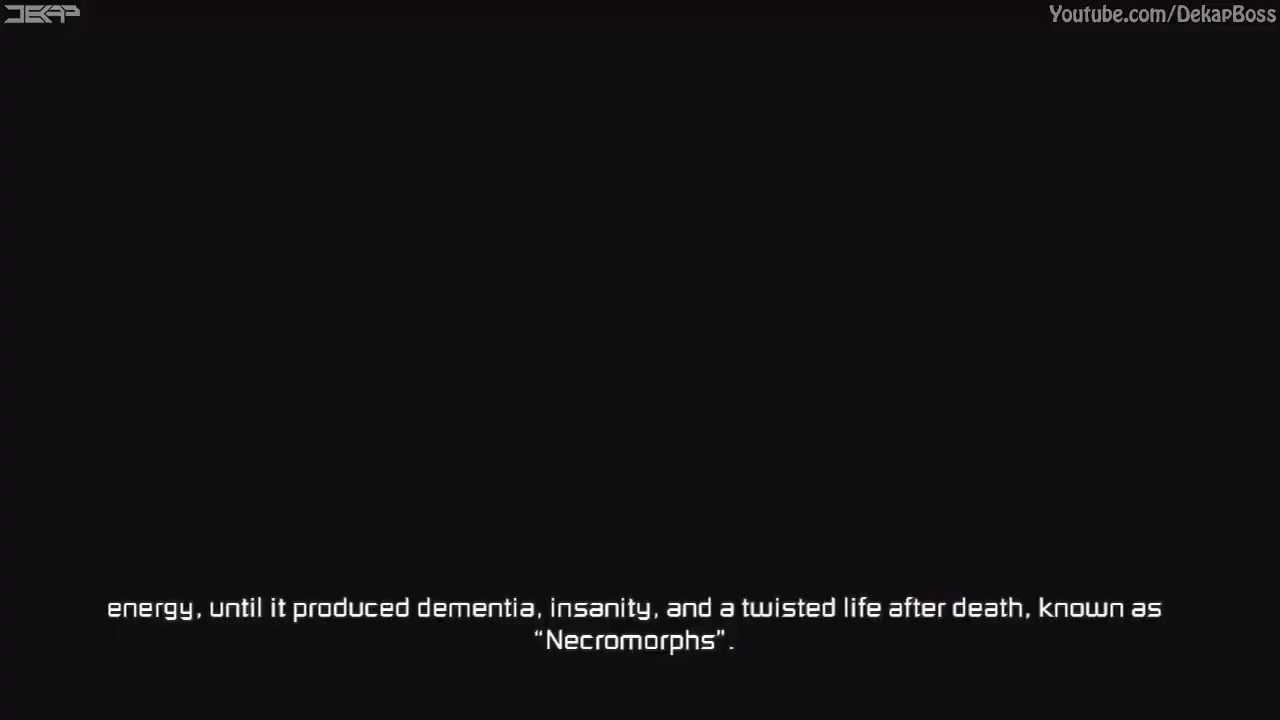 DEKAP
Youtube.com/DekapBoss
energy, until it produced dementia, insanity, and a twisted life after death, known as
“Necromorphs”.